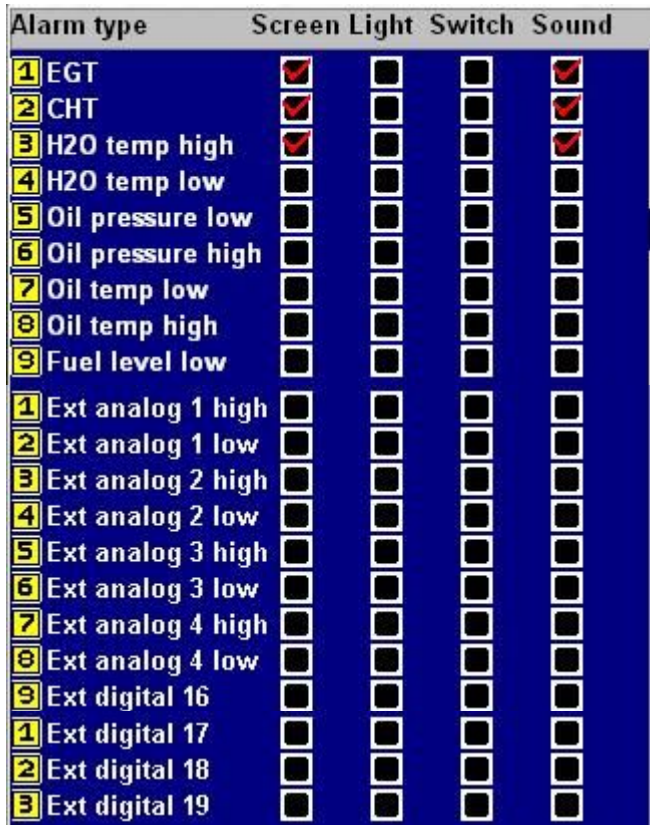 Alarm type Screen Light Switch Sound
1 EGT
2 CHT
3 H2O temp high
4 H2O temp low
5 Oil pressure low
6 Oil pressure high
7 Oil temp low
8 Oil temp high
9 Fuel level low
1 Ext analog 1 high
2 Ext analog 1 low
3 Ext analog 2 high
4 Ext analog 2 low
5 Ext analog 3 high
6 Ext analog 3 low
7 Ext analog 4 high
8 Ext analog 4 low
9 Ext digital 16
1 Ext digital 17
2 Ext digital 18
3 Ext digital 19